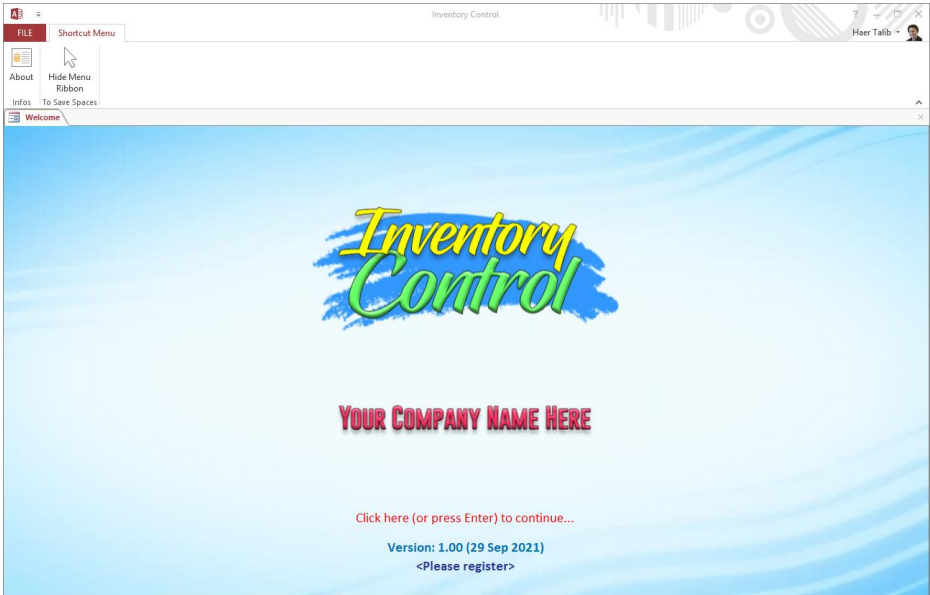 Inventory Control
FILE
Shortcut Menu
Haer Talib
About
Hide Menu
Ribbon
Infos
To Save Spaces
Welcome
Inventory
Control
Your Company Name Here
Click here (or press Enter) to continue...
Version: 1.00 (29 Sep 2021)
<Please register>